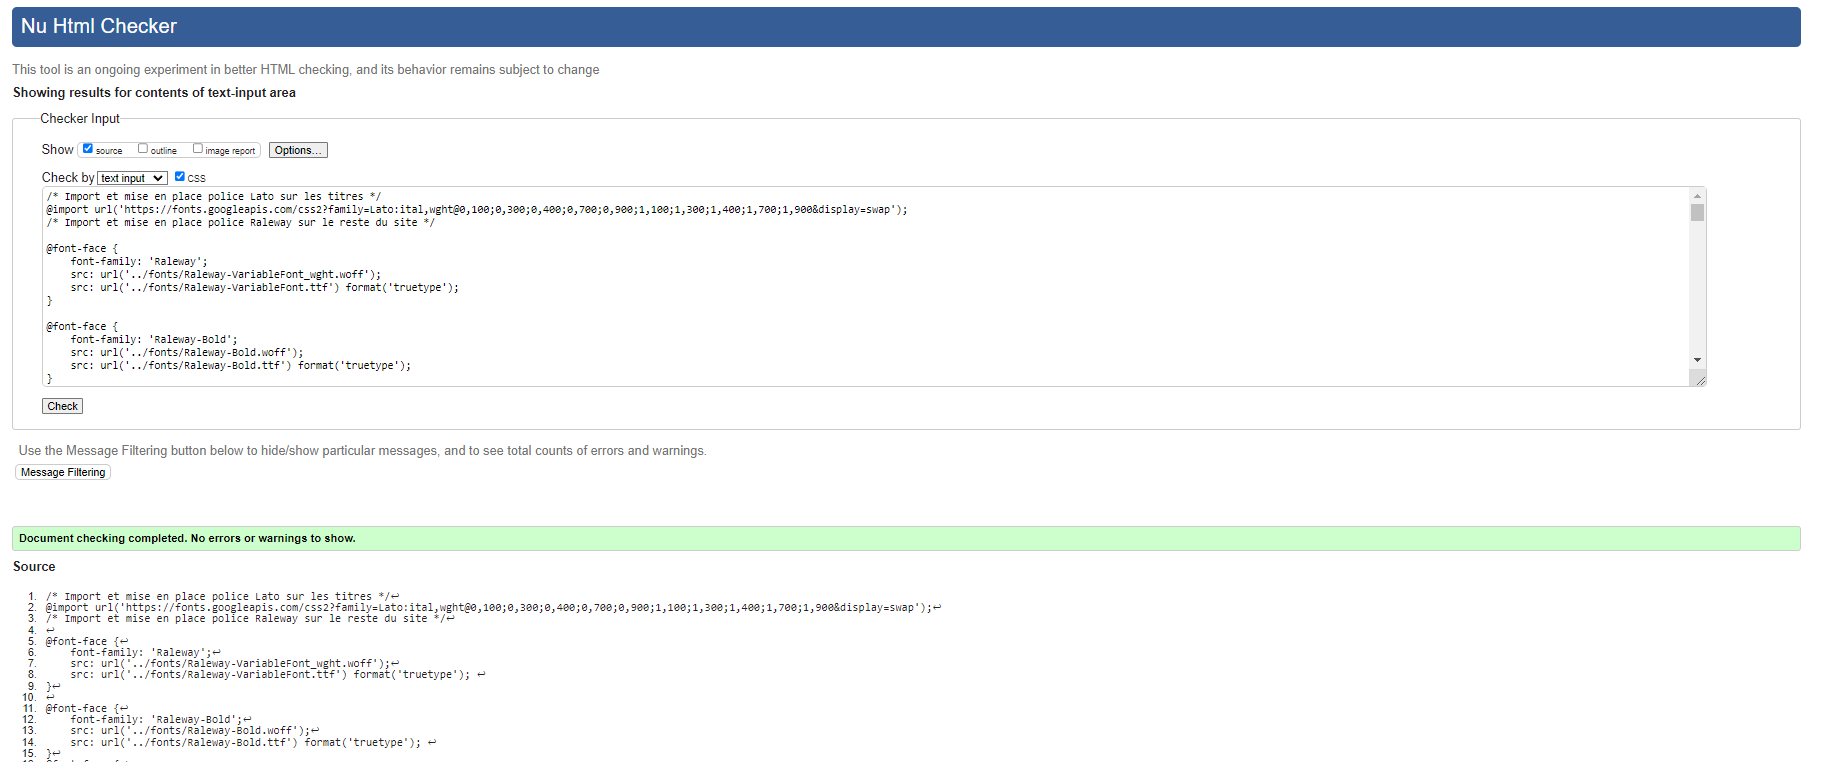 Nu Html Checker
This tool is an ongoing experiment in better HTML checking, and its behavior remains subject to change
Showing results for contents of text-input area
Checker Input
Show source outline image report Options...
Check by text input css
/* Import et mise en place police Lato sur les titres */
@import url('https://fonts.googleapis.com/css2?family=Lato:ital,wght@0,100;0,300;0,400;0,700;0,900;1,100;1,300;1,400;1,700;1,900&display=swap');
/* Import et mise en place police Raleway sur le reste du site */
@font-face {
font-family: 'Raleway';
src: url('../fonts/Raleway-VariableFont_wght.woff');
src: url('../fonts/Raleway-VariableFont.ttf') format('truetype');
}
@font-face {
font-family: 'Raleway-Bold';
src: url('../fonts/Raleway-Bold.woff');
src: url('../fonts/Raleway-Bold.ttf') format('truetype');
}
Check
Use the Message Filtering button below to hide/show particular messages, and to see total counts of errors and warnings.
Message Filtering
Document checking completed. No errors or warnings to show.
Source
1. /* Import et mise en place police Lato sur les titres */↩
2. @import url('https://fonts.googleapis.com/css2?family=Lato:ital,wght@0,100;0,300;0,400;0,700;0,900;1,100;1,300;1,400;1,700;1,900&display=swap');↩
3. /* Import et mise en place police Raleway sur le reste du site */↩
4. ↩
5. @font-face {↩
6. font-family: 'Raleway';↩
7. src: url('../fonts/Raleway-VariableFont_wght.woff');↩
8. src: url('../fonts/Raleway-VariableFont.ttf') format('truetype'); ↩
9. }↩
10. ↩
11. @font-face {↩
12. font-family: 'Raleway-Bold';↩
13. src: url('../fonts/Raleway-Bold.woff');↩
14. src: url('../fonts/Raleway-Bold.ttf') format('truetype'); ↩
15. }↩